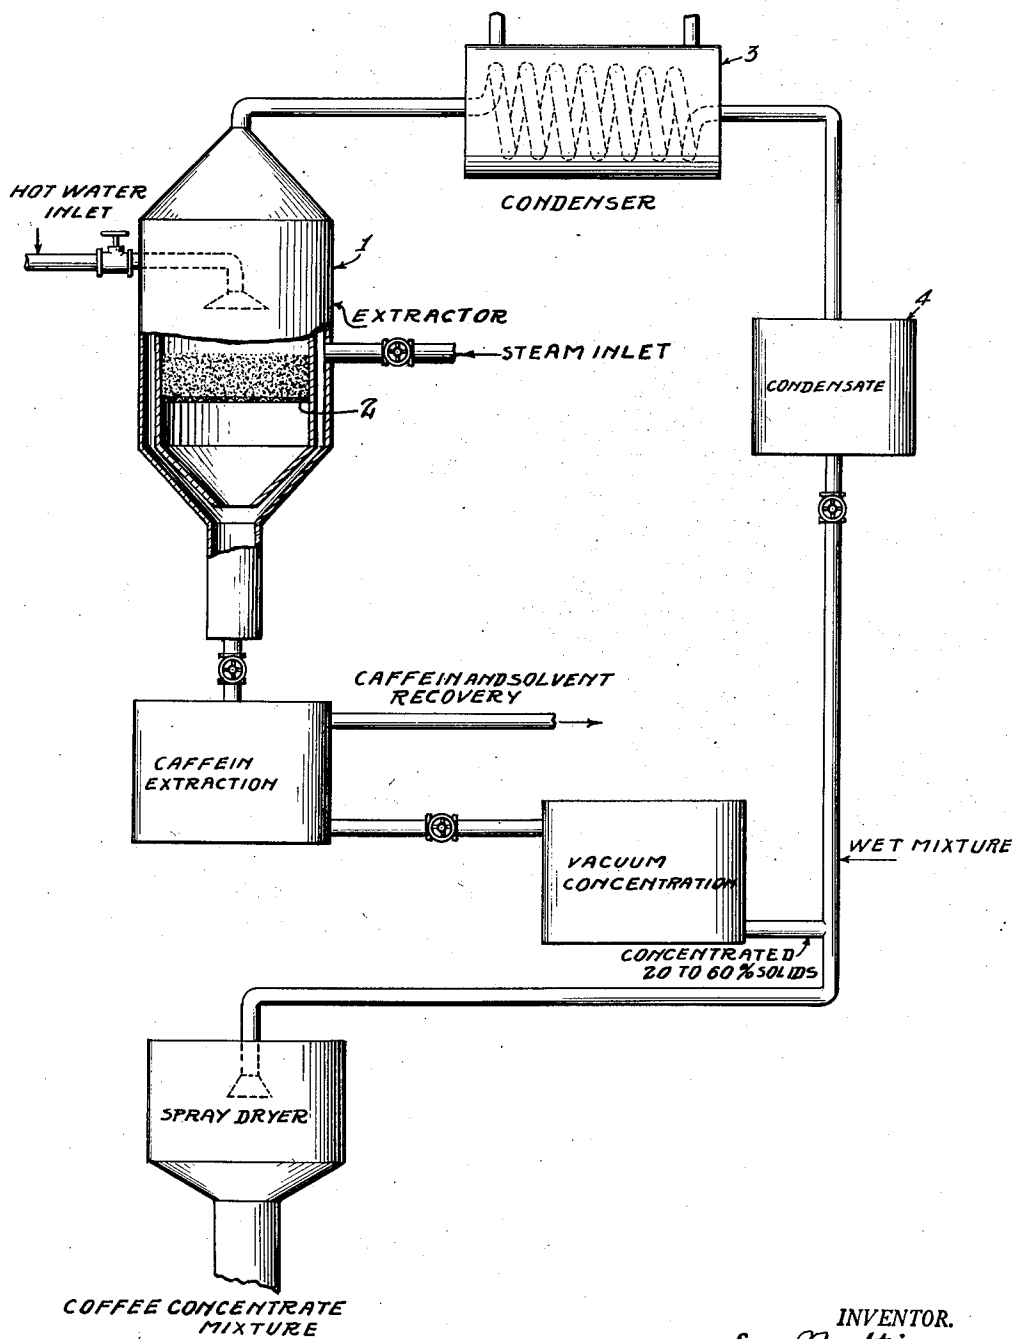 3
CONDENSER
HOT WATER
INLET
1
EXTRACTOR
STEAM INLET
2
4
CONDENSATE
CAFFEIN AND SOLVENT
RECOVERY
CAFFEIN
EXTRACTION
VACUUM
CONCENTRATION
WET MIXTURE
CONCENTRATED
20 TO 60% SOLIDS
SPRAY DRYER
COFFEE CONCENTRATE
MIXTURE
INVENTOR.